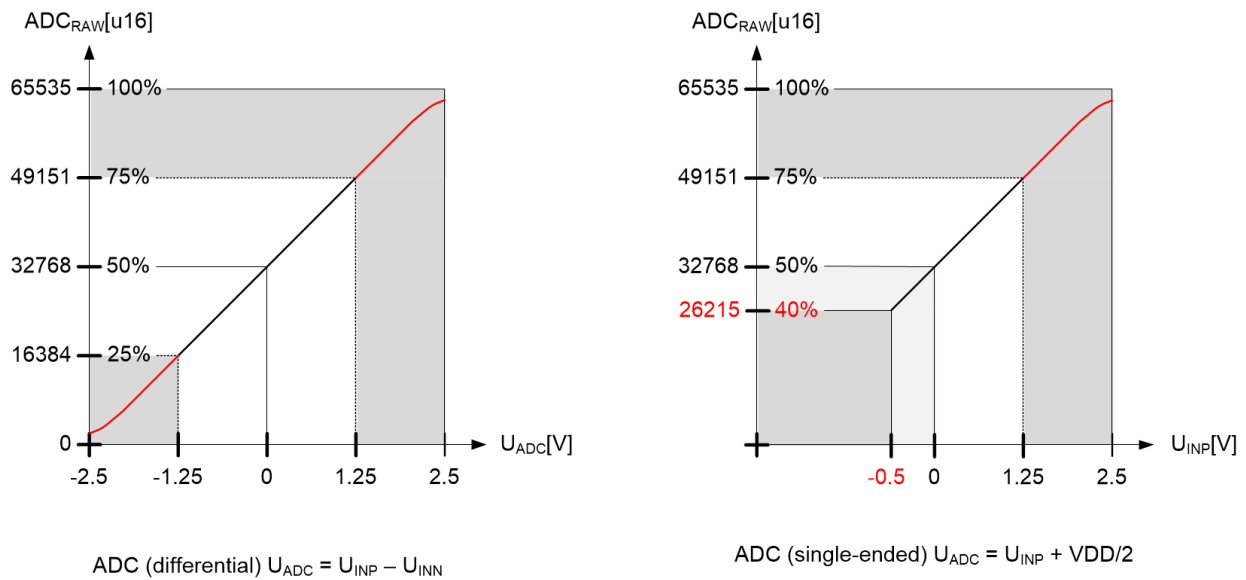 ADCRAW[u16]
65535 100%
49151 75%
32768 50%
16384 25%
0
-2.5 -1.25 0 1.25 2.5
UADC[V]
ADC (differential) UADC = UINP – UINN
ADCRAW[u16]
65535 100%
49151 75%
32768 50%
26215 40%
-0.5 0 1.25 2.5
UINP[V]
ADC (single-ended) UADC = UINP + VDD/2